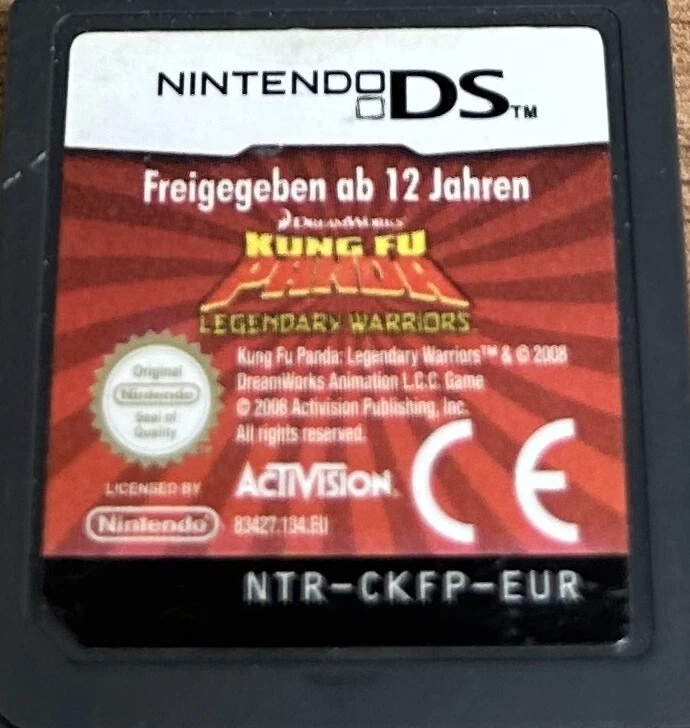 NINTENDO DS™
Freigegeben ab 12 Jahren
DREAMWORKS
KUNG FU
PANDA
LEGENDARY WARRIORS
Kung Fu Panda: Legendary Warriors™ & © 2008
DreamWorks Animation L.L.C. Game
© 2008 Activision Publishing, Inc.
All rights reserved.
Original
Nintendo
Seal of
Quality
LICENSED BY
Nintendo
ACTIVISION
83427.134.EU
CE
NTR-CKFP-EUR